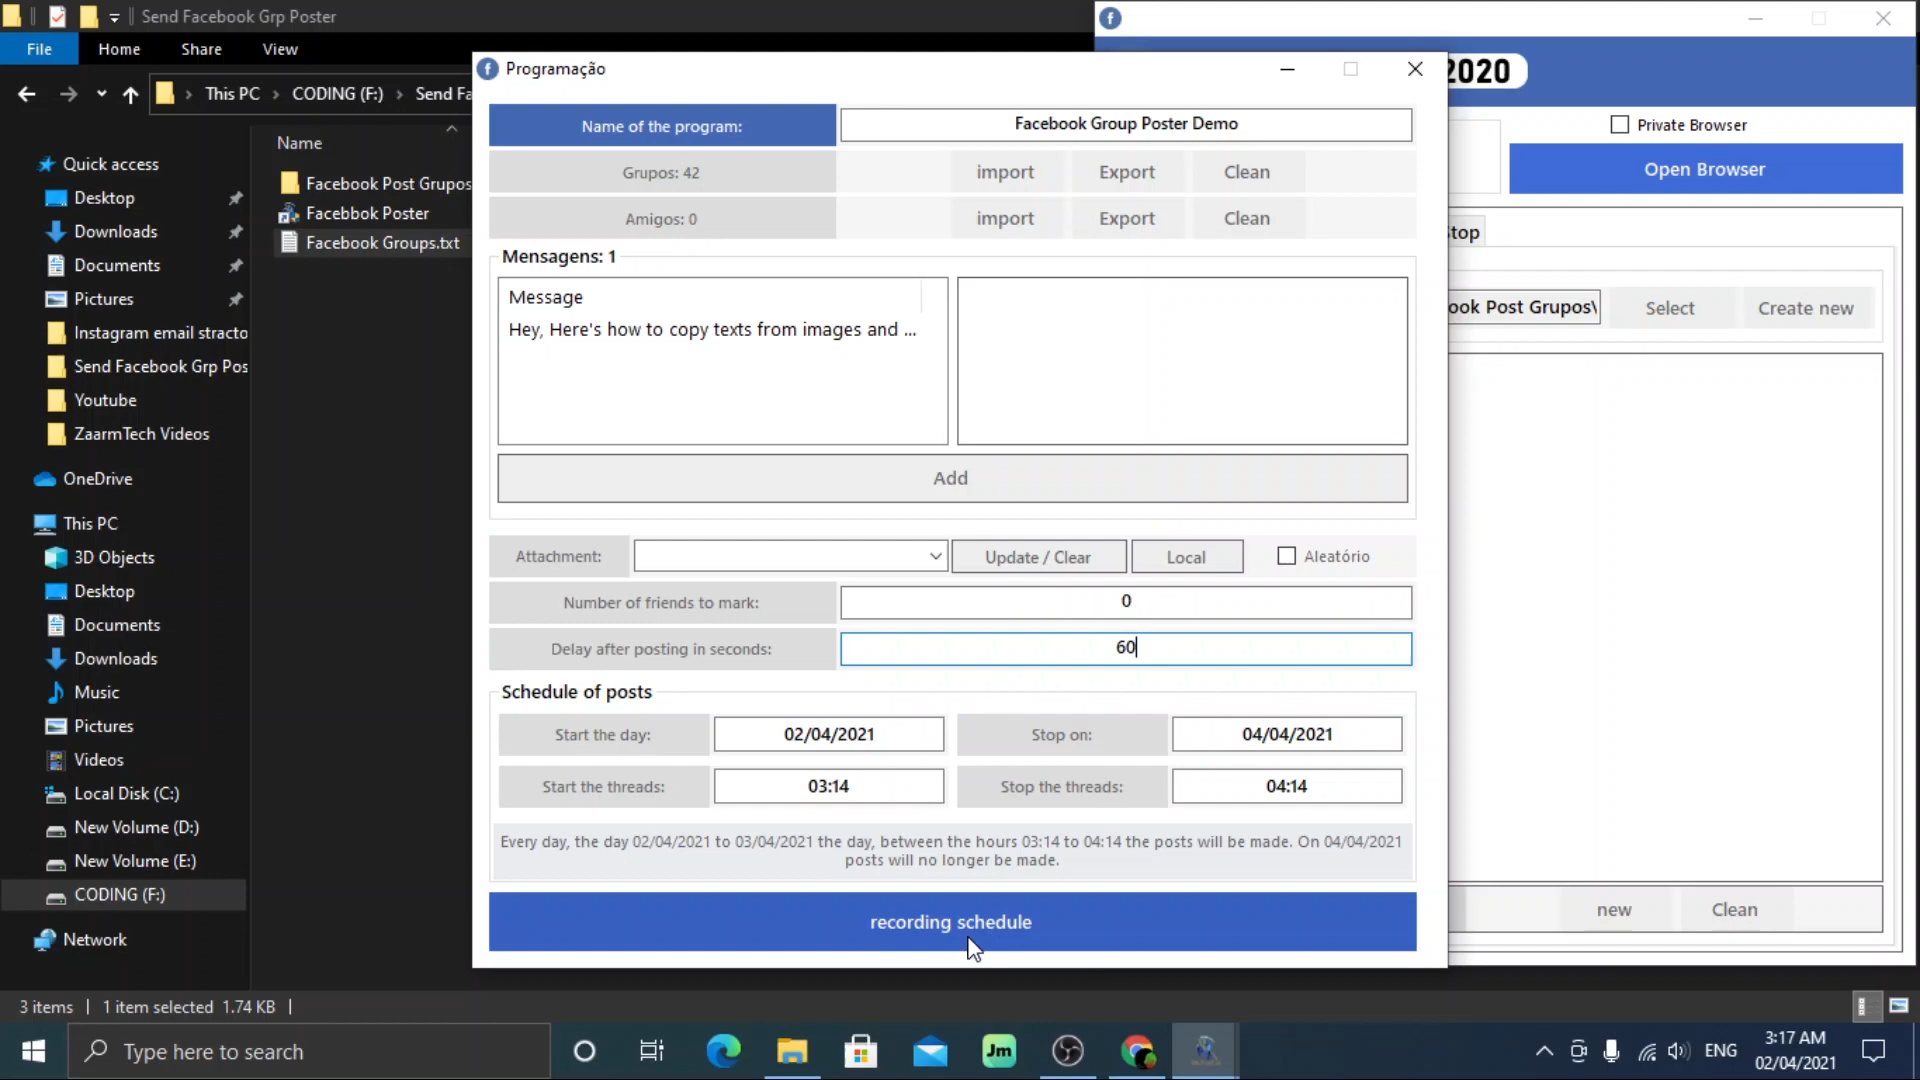 Send Facebook Grp Poster
File Home Share View
This PC CODING (F:) Send Fa
Name
Quick access
Desktop
Downloads
Documents
Pictures
Instagram email stracto
Send Facebook Grp Pos
Youtube
ZaarmTech Videos
OneDrive
This PC
3D Objects
Desktop
Documents
Downloads
Music
Pictures
Videos
Local Disk (C:)
New Volume (D:)
New Volume (E:)
CODING (F:)
Network
Facebook Post Grupos
Facebbok Poster
Facebook Groups.txt
Programação
Name of the program: Facebook Group Poster Demo
Grupos: 42 import Export Clean
Amigos: 0 import Export Clean
Mensagens: 1
Message
Hey, Here's how to copy texts from images and ...
Add
Attachment: Update / Clear Local Aleatório
Number of friends to mark: 0
Delay after posting in seconds: 60
Schedule of posts
Start the day: 02/04/2021 Stop on: 04/04/2021
Start the threads: 03:14 Stop the threads: 04:14
Every day, the day 02/04/2021 to 03/04/2021 the day, between the hours 03:14 to 04:14 the posts will be made. On 04/04/2021
posts will no longer be made.
recording schedule
2020
Private Browser
Open Browser
top
ook Post Grupos\ Select Create new
new Clean
3 items 1 item selected 1.74 KB
Type here to search
Jm
ENG
3:17 AM
02/04/2021